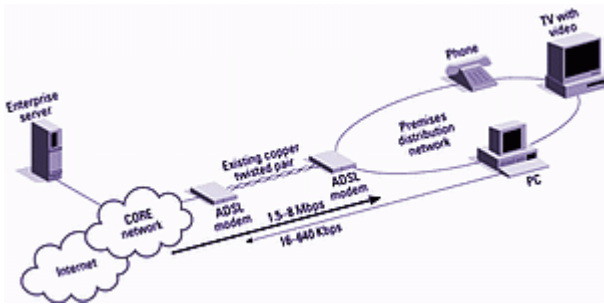 TV with
video
Phone
Enterprise
server
Premises
distribution
network
Existing copper
twisted pair
ADSL
modem
PC
CORE
network
ADSL
modem
1.5–8 Mbps
16–640 Kbps
Internet